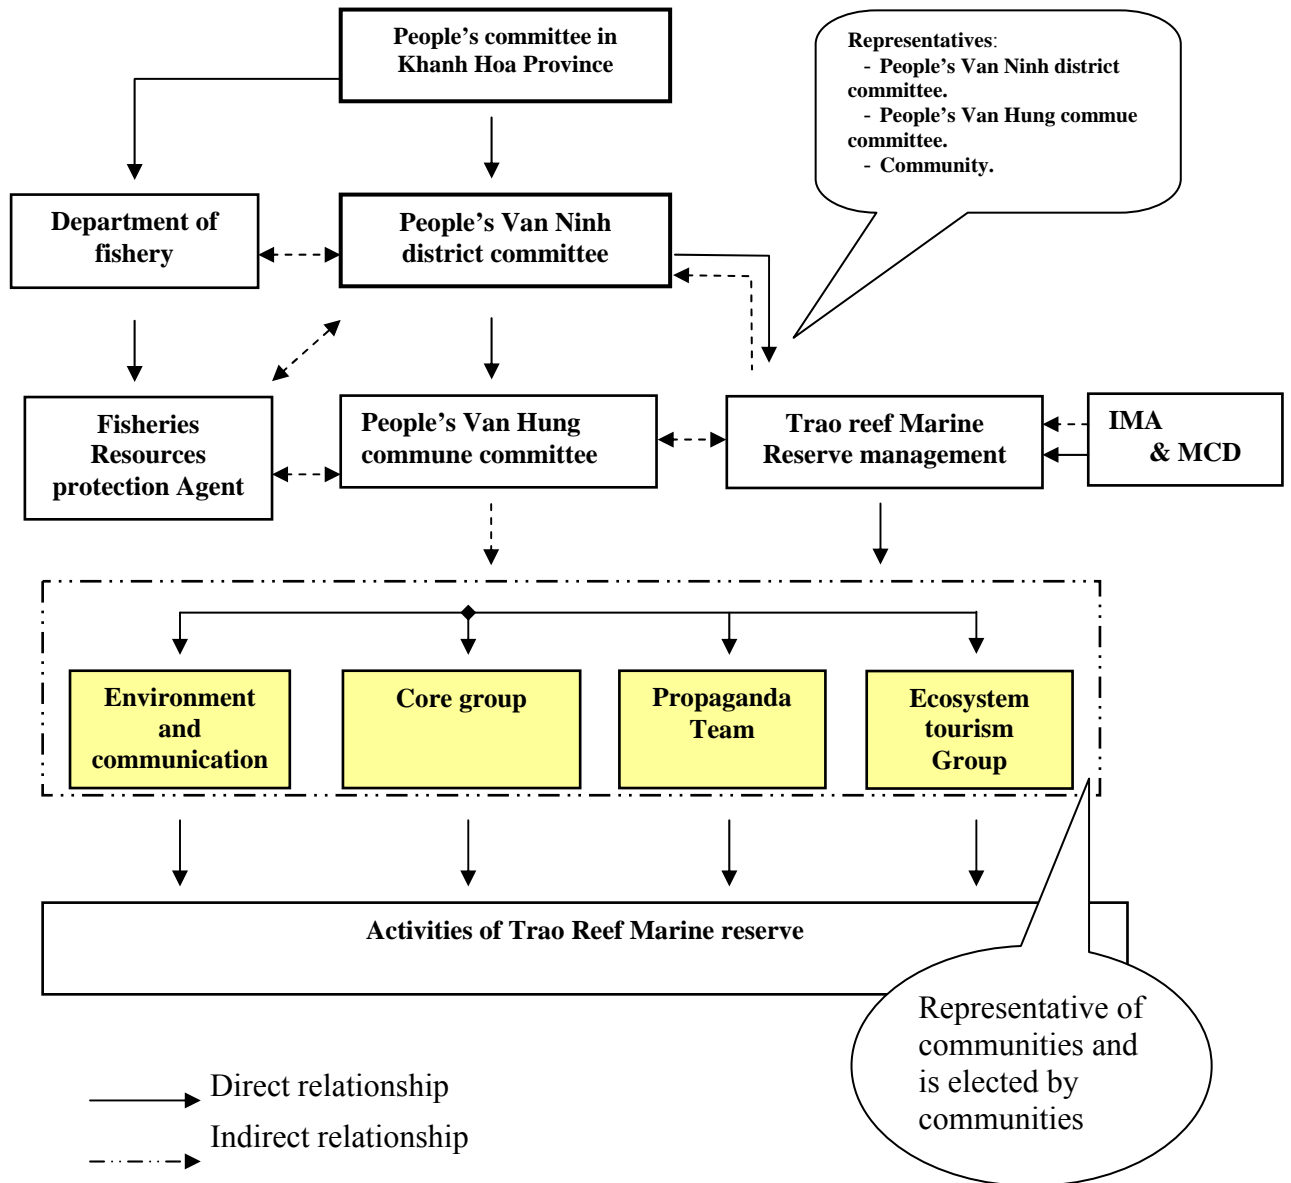 People’s committee in
Khanh Hoa Province
Representatives:
- People’s Van Ninh district
committee.
- People’s Van Hung commue
committee.
- Community.
Department of
fishery
People’s Van Ninh
district committee
Fisheries
Resources
protection Agent
People’s Van Hung
commune committee
Trao reef Marine
Reserve management
IMA
& MCD
Environment
and
communication
Core group
Propaganda
Team
Ecosystem
tourism
Group
Activities of Trao Reef Marine reserve
Representative of
communities and
is elected by
communities
Direct relationship
Indirect relationship